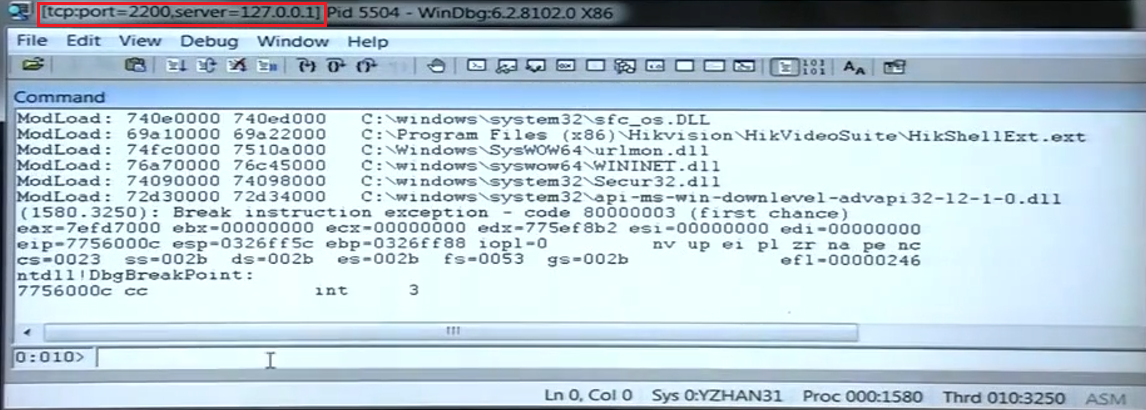 [tcp:port=2200,server=127.0.0.1] Pid 5504 - WinDbg:6.2.8102.0 X86
File Edit View Debug Window Help
Command
ModLoad: 740e0000 740ed000 C:\windows\system32\sfc_os.DLL
ModLoad: 69a10000 69a22000 C:\Program Files (x86)\Hikvision\HikVideoSuite\HikShellExt.ext
ModLoad: 74fc0000 7510a000 C:\Windows\SysWOW64\urlmon.dll
ModLoad: 76a70000 76c45000 C:\windows\syswow64\WININET.dll
ModLoad: 74090000 74098000 C:\windows\system32\Secur32.dll
ModLoad: 72d30000 72d34000 C:\windows\system32\api-ms-win-downlevel-advapi32-l2-1-0.dll
(1580.3250): Break instruction exception - code 80000003 (first chance)
eax=7efd7000 ebx=00000000 ecx=00000000 edx=775ef8b2 esi=00000000 edi=00000000
eip=7756000c esp=0326ff5c ebp=0326ff88 iopl=0 nv up ei pl zr na pe nc
cs=0023 ss=002b ds=002b es=002b fs=0053 gs=002b efl=00000246
ntdll!DbgBreakPoint:
7756000c cc int 3
0:010>
Ln 0, Col 0 Sys 0:YZHAN31 Proc 000:1580 Thrd 010:3250 ASM